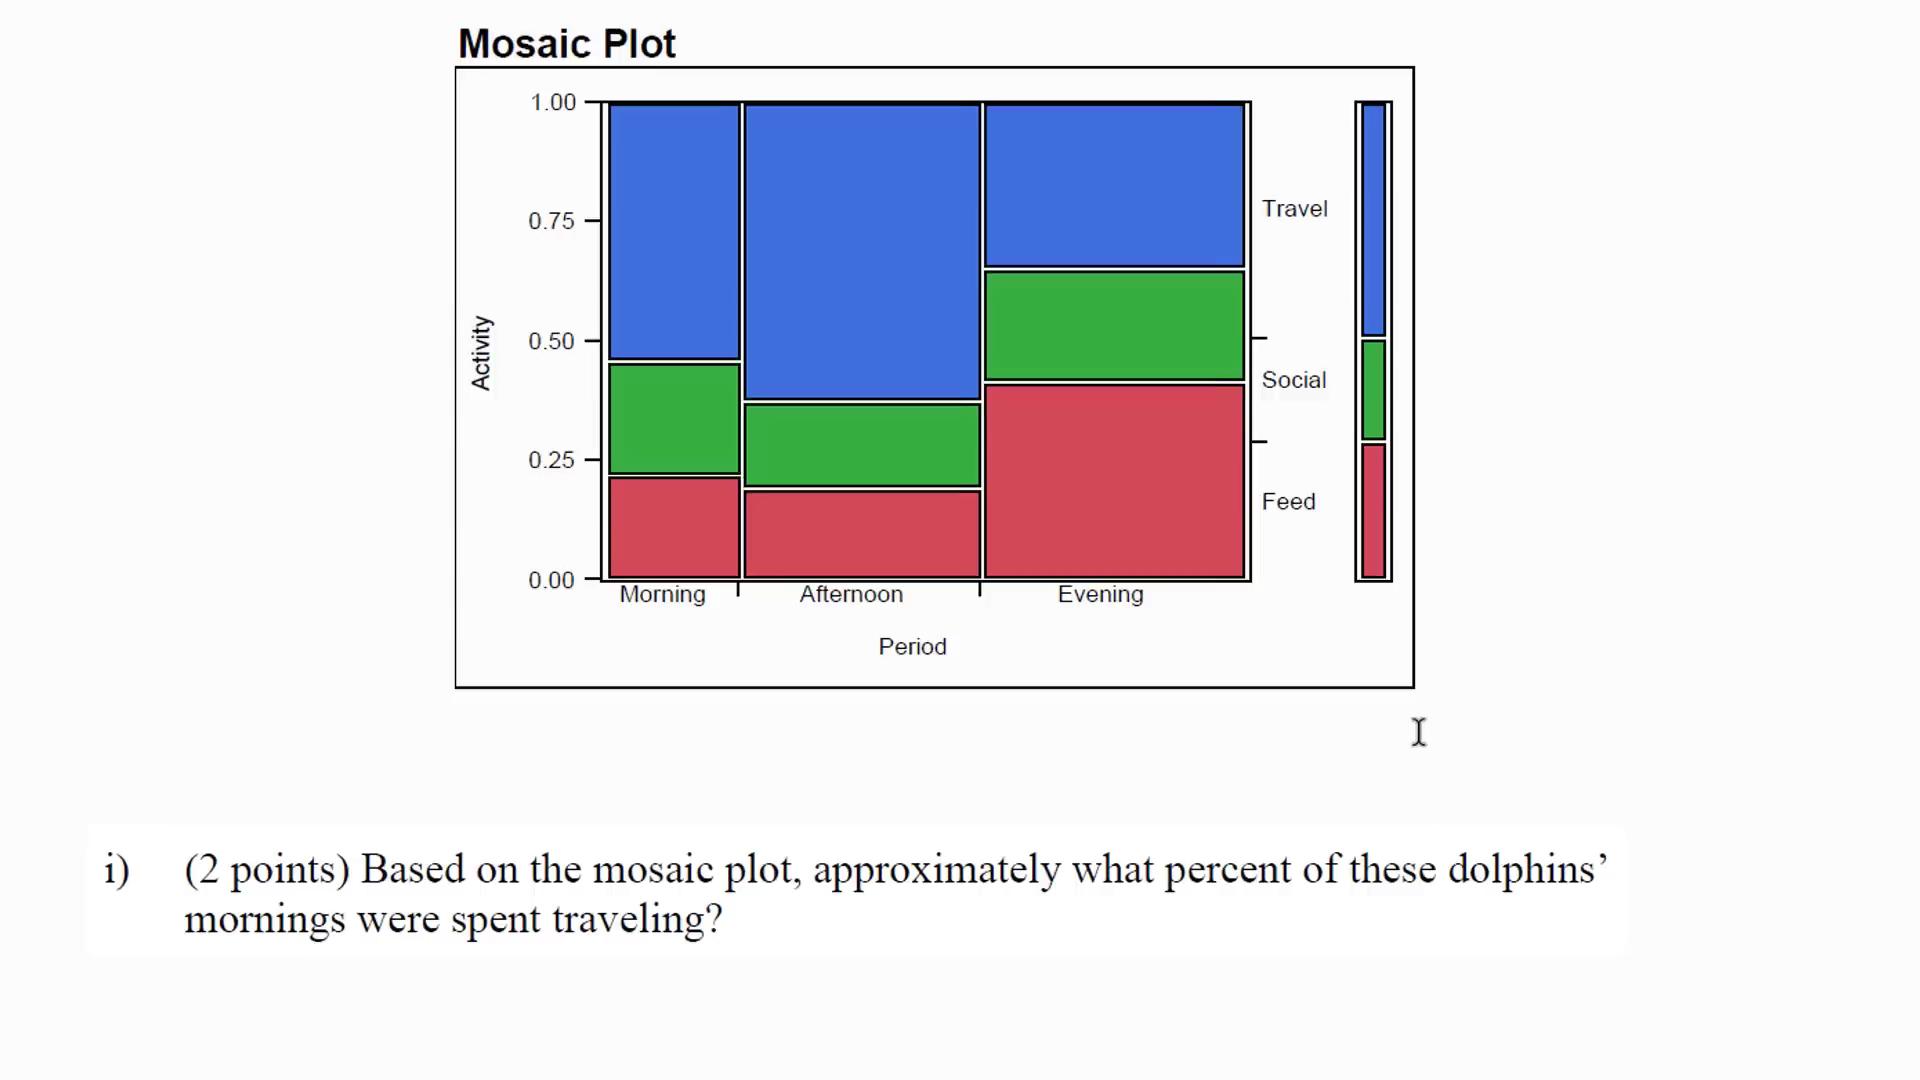 Mosaic Plot
1.00
0.75
0.50
0.25
0.00
Activity
Travel
Social
Feed
Morning
Afternoon
Evening
Period
i) (2 points) Based on the mosaic plot, approximately what percent of these dolphins’
mornings were spent traveling?